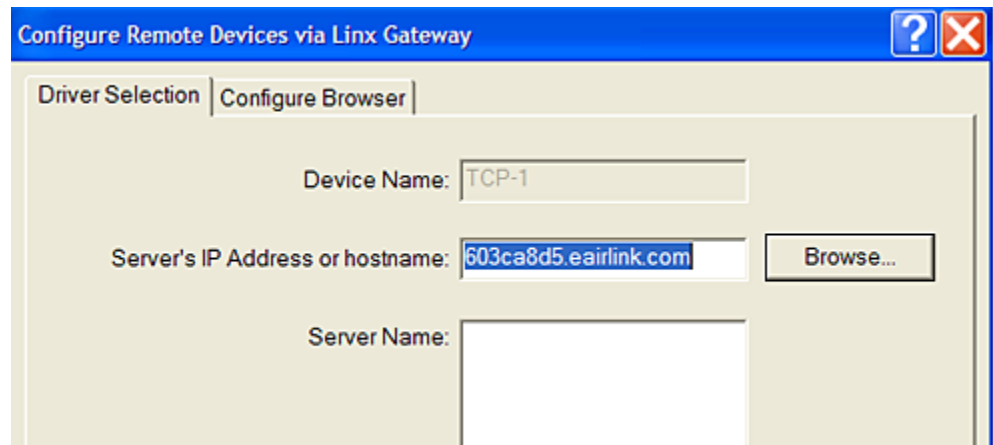 Configure Remote Devices via Linx Gateway ?
Driver Selection Configure Browser
Device Name: TCP-1
Server's IP Address or hostname: 603ca8d5.eairlink.com Browse...
Server Name: